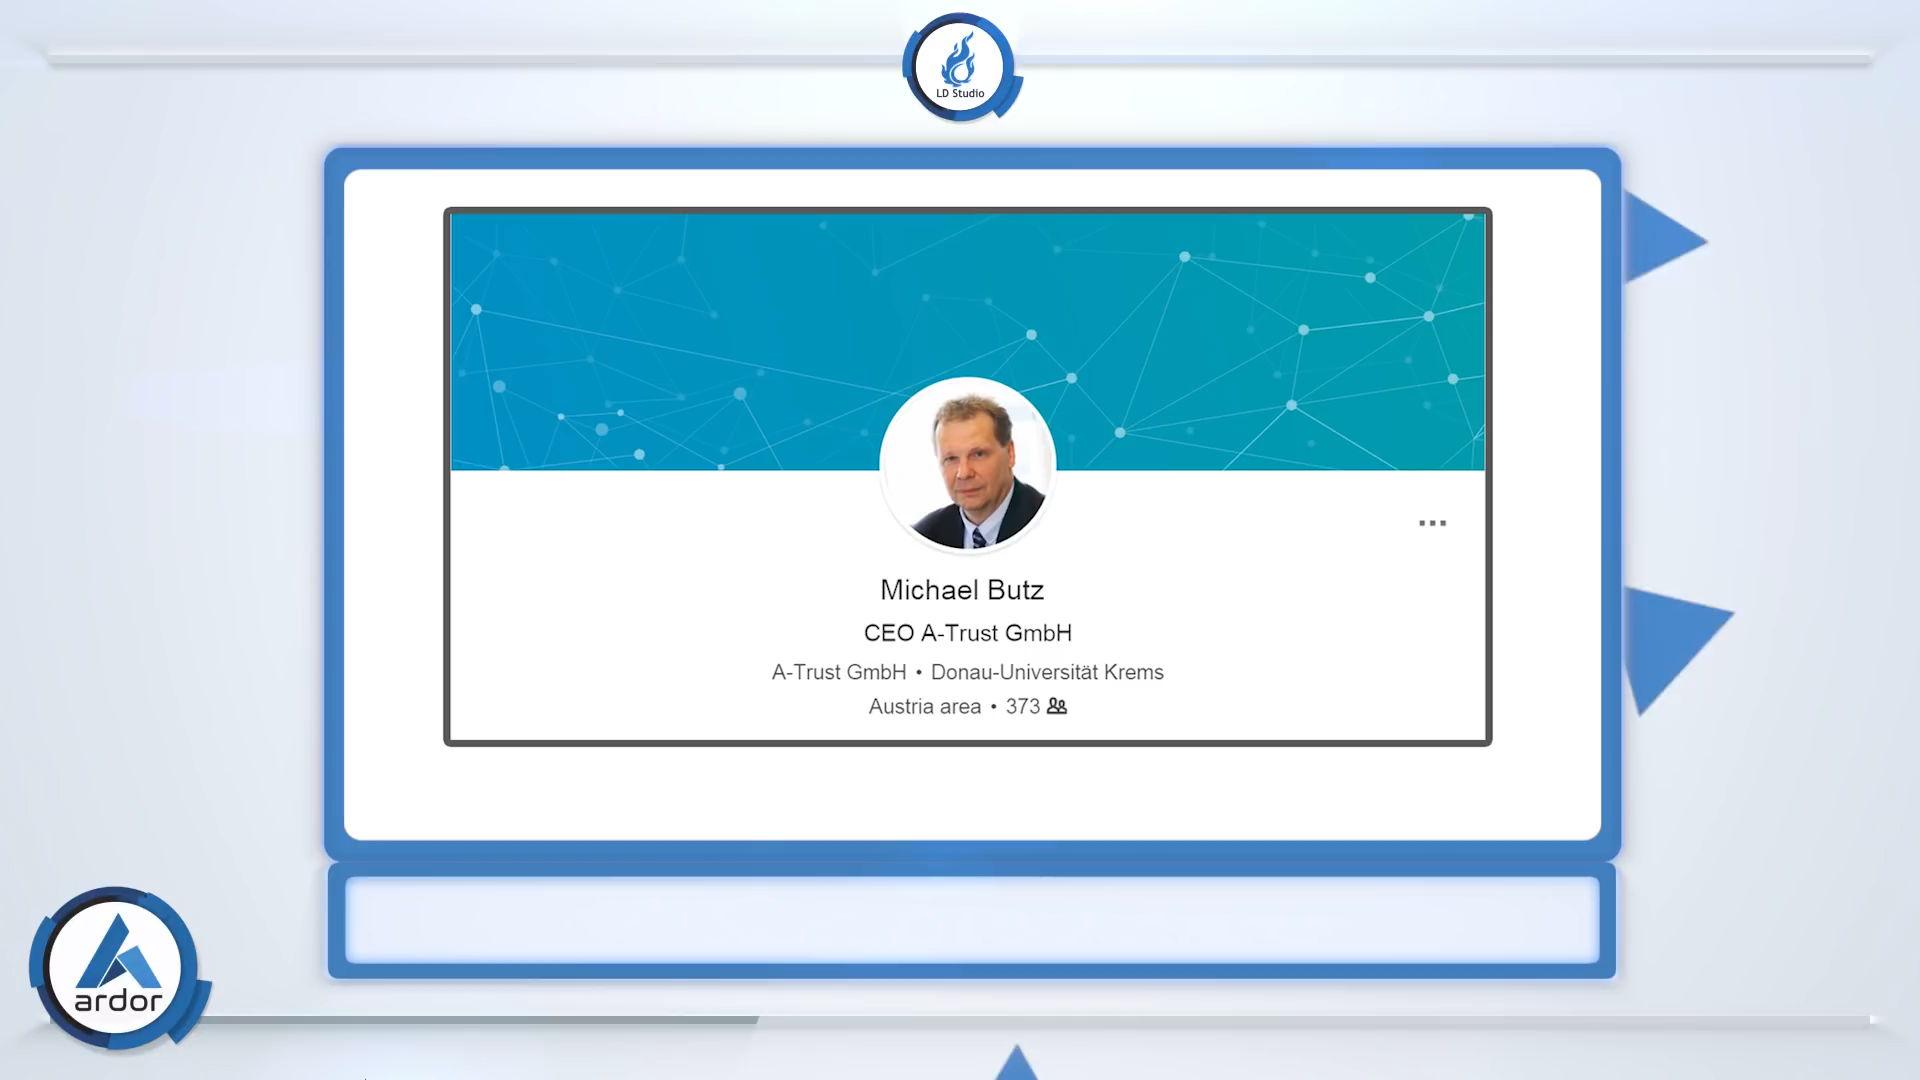 LD Studio
Michael Butz
CEO A-Trust GmbH
A-Trust GmbH • Donau-Universität Krems
Austria area • 373
ardor